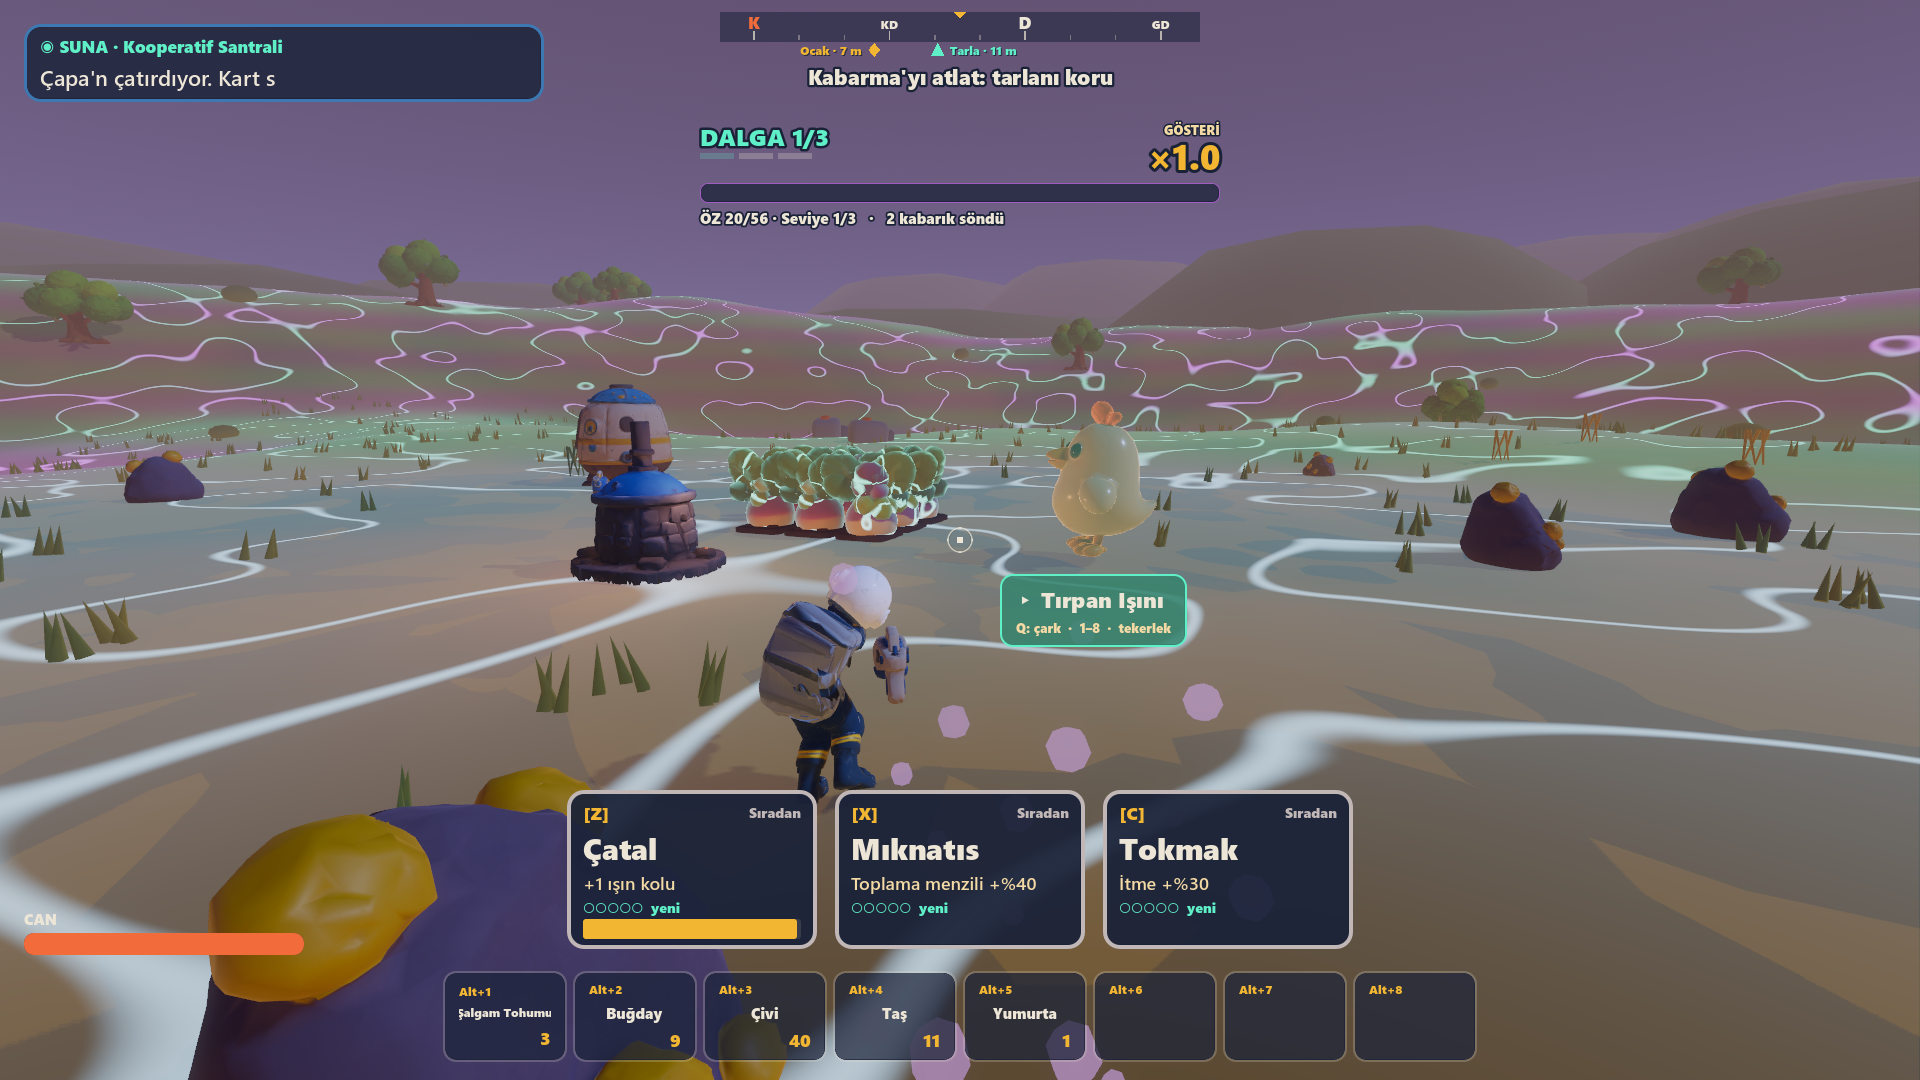 ◉ SUNA · Kooperatif Santrali
Çapa'n çatırdıyor. Kart s
K KD D GD
Ocak · 7 m
Tarla · 11 m
Kabarma'yı atlat: tarlanı koru
DALGA 1/3
GÖSTERİ
×1.0
ÖZ 20/56 · Seviye 1/3 · 2 kabarık söndü
▸ Tırpan Işını
Q: çark · 1–8 · tekerlek
[Z] Sıradan
Çatal
+1 ışın kolu
○○○○○ yeni
[X] Sıradan
Mıknatıs
Toplama menzili +%40
○○○○○ yeni
[C] Sıradan
Tokmak
İtme +%30
○○○○○ yeni
CAN
Alt+1
Şalgam Tohumu
3
Alt+2
Buğday
9
Alt+3
Çivi
40
Alt+4
Taş
11
Alt+5
Yumurta
1
Alt+6
Alt+7
Alt+8